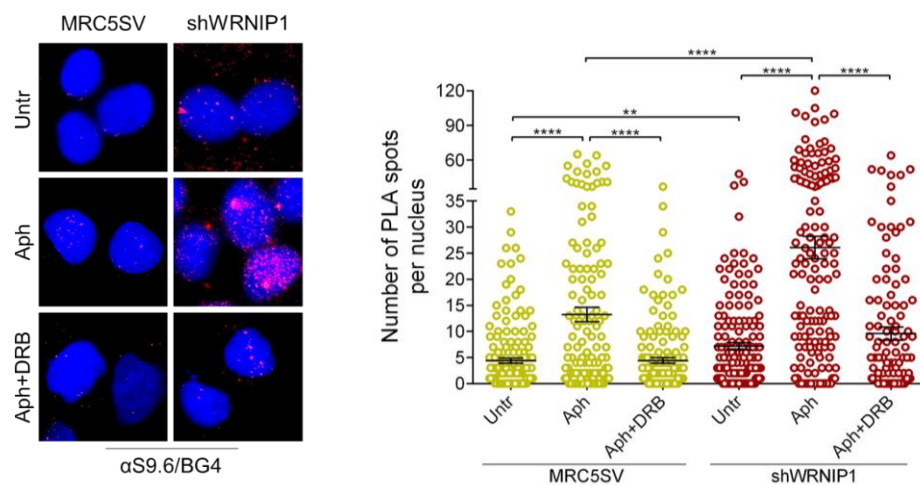 MRC5SV shWRNIP1
Untr
Aph
Aph+DRB
αS9.6/BG4
Number of PLA spots
per nucleus
120
90
60
35
30
25
20
15
10
5
0
****
**** ****
**
**** ****
Untr Aph Aph+DRB Untr Aph Aph+DRB
MRC5SV shWRNIP1